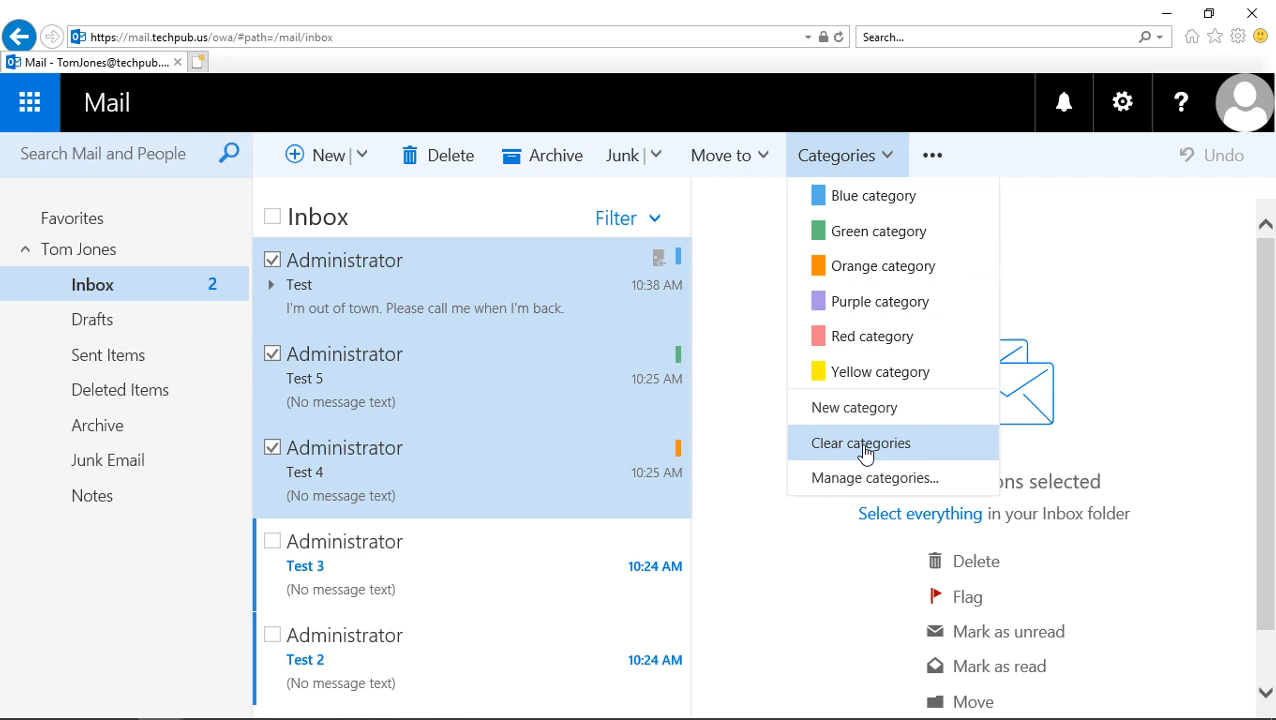 https://mail.techpub.us/owa/#path=/mail/inbox
Search...
Mail - TomJones@techpub....
Mail
?
Search Mail and People
New
Delete
Archive
Junk
Move to
Categories
Undo
Favorites
Tom Jones
Inbox 2
Drafts
Sent Items
Deleted Items
Archive
Junk Email
Notes
Inbox
Filter
Administrator
Test
10:38 AM
I'm out of town. Please call me when I'm back.
Administrator
Test 5
10:25 AM
(No message text)
Administrator
Test 4
10:25 AM
(No message text)
Administrator
Test 3
10:24 AM
(No message text)
Administrator
Test 2
10:24 AM
(No message text)
Blue category
Green category
Orange category
Purple category
Red category
Yellow category
New category
Clear categories
Manage categories...
ons selected
Select everything in your Inbox folder
Delete
Flag
Mark as unread
Mark as read
Move